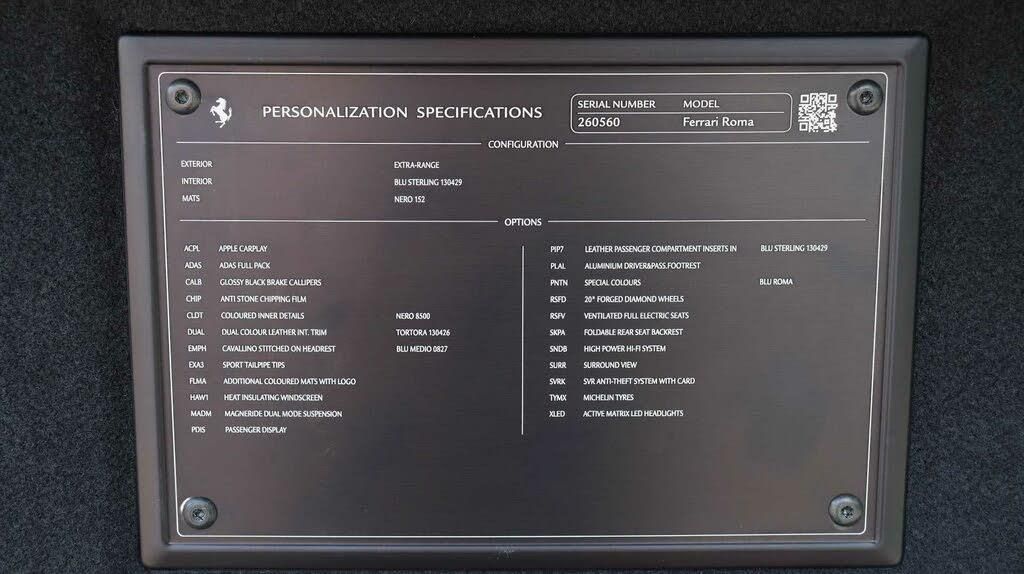 PERSONALIZATION SPECIFICATIONS
SERIAL NUMBER MODEL
260560 Ferrari Roma
CONFIGURATION
EXTERIOR EXTRA-RANGE
INTERIOR BLU STERLING 130429
MATS NERO 152
OPTIONS
ACPL APPLE CARPLAY
ADAS ADAS FULL PACK
CALB GLOSSY BLACK BRAKE CALLIPERS
CHIP ANTI STONE CHIPPING FILM
CLDT COLOURED INNER DETAILS NERO 8500
DUAL DUAL COLOUR LEATHER INT. TRIM TORTORA 130426
EMPH CAVALLINO STITCHED ON HEADREST BLU MEDIO 0827
EXA3 SPORT TAILPIPE TIPS
FLMA ADDITIONAL COLOURED MATS WITH LOGO
HAW1 HEAT INSULATING WINDSCREEN
MADM MAGNERIDE DUAL MODE SUSPENSION
PDIS PASSENGER DISPLAY
PIP7 LEATHER PASSENGER COMPARTMENT INSERTS IN BLU STERLING 130429
PLAL ALUMINIUM DRIVER&PASS.FOOTREST
PNTN SPECIAL COLOURS BLU ROMA
RSFD 20" FORGED DIAMOND WHEELS
RSFV VENTILATED FULL ELECTRIC SEATS
SKPA FOLDABLE REAR SEAT BACKREST
SNDB HIGH POWER HI-FI SYSTEM
SURR SURROUND VIEW
SVRK SVR ANTI-THEFT SYSTEM WITH CARD
TYMX MICHELIN TYRES
XLED ACTIVE MATRIX LED HEADLIGHTS